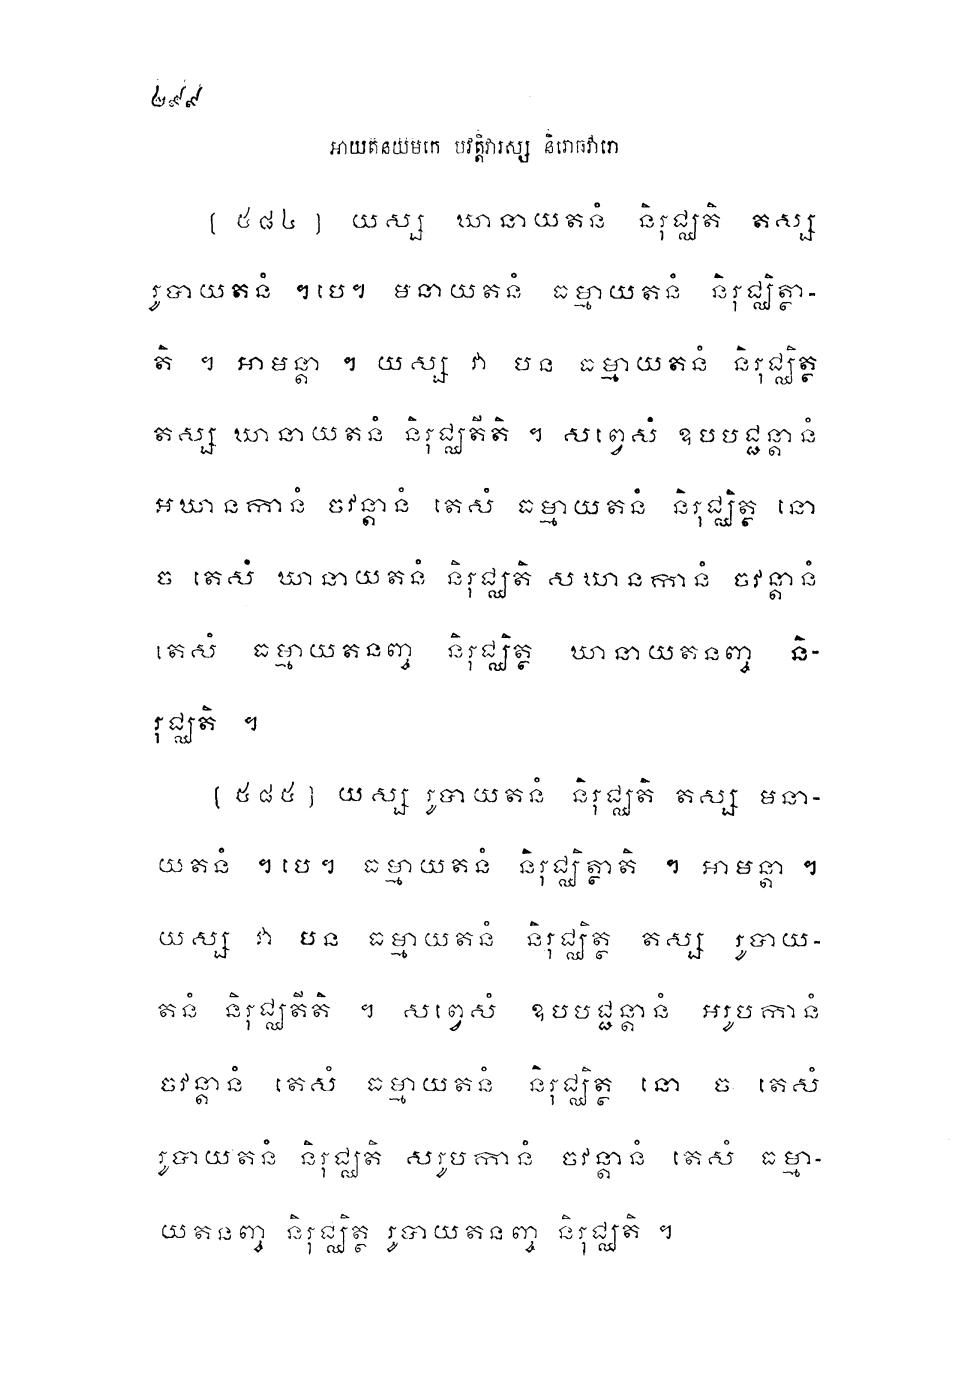 ២៩៩
អាយតនយមកេ បវត្តិវារស្ស និរោធវារោ
( ៥៨៤ ) យស្ស ឃានាយតនំ និរុជ្ឈតិ តស្ស
រូបាយតនំ ។បេ។ មនាយតនំ ធម្មាយតនំ និរុជ្ឈិត្ថា-
តិ ។ អាមន្តា ។ យស្ស វា បន ធម្មាយតនំ និរុជ្ឈិត្ថ
តស្ស ឃានាយតនំ និរុជ្ឈតីតិ ។ សព្វេសំ ឧបបជ្ជន្តានំ
អឃានកានំ ចវន្តានំ តេសំ ធម្មាយតនំ និរុជ្ឈិត្ថ នោ
ច តេសំ ឃានាយតនំ និរុជ្ឈតិ សឃានកានំ ចវន្តានំ
តេសំ ធម្មាយតនញ្ច និរុជ្ឈិត្ថ ឃានាយតនញ្ច និ-
រុជ្ឈតិ ។
( ៥៨៥ ) យស្ស រូបាយតនំ និរុជ្ឈតិ តស្ស មនា-
យតនំ ។បេ។ ធម្មាយតនំ និរុជ្ឈិត្ថាតិ ។ អាមន្តា ។
យស្ស វា បន ធម្មាយតនំ និរុជ្ឈិត្ថ តស្ស រូបាយ-
តនំ និរុជ្ឈតីតិ ។ សព្វេសំ ឧបបជ្ជន្តានំ អរូបកានំ
ចវន្តានំ តេសំ ធម្មាយតនំ និរុជ្ឈិត្ថ នោ ច តេសំ
រូបាយតនំ និរុជ្ឈតិ សរូបកានំ ចវន្តានំ តេសំ ធម្មា-
យតនញ្ច និរុជ្ឈិត្ថ រូបាយតនញ្ច និរុជ្ឈតិ ។